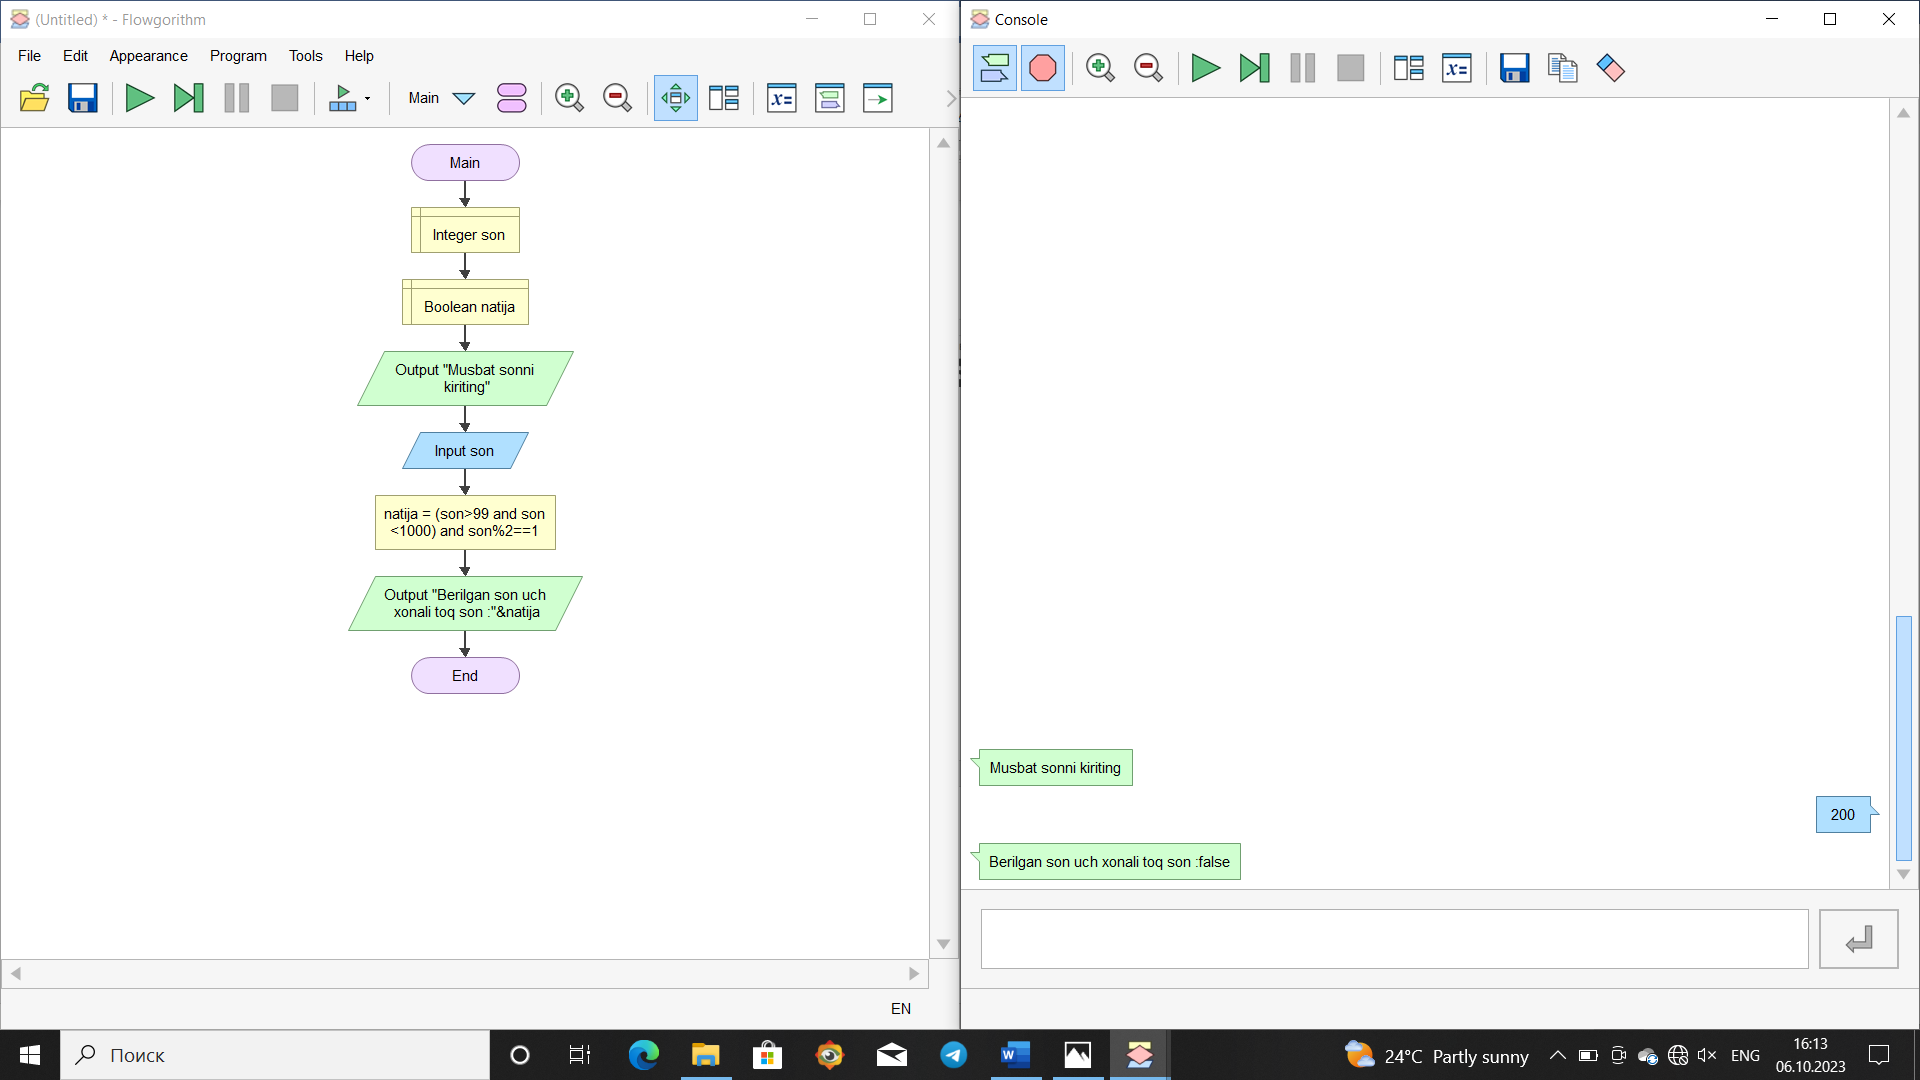 (Untitled) * - Flowgorithm
File Edit Appearance Program Tools Help
Main
x=
Main
Integer son
Boolean natija
Output "Musbat sonni
kiriting"
Input son
natija = (son>99 and son
<1000) and son%2==1
Output "Berilgan son uch
xonali toq son :"&natija
End
EN
Console
x=
Musbat sonni kiriting
200
Berilgan son uch xonali toq son :false
Поиск
W
24°C Partly sunny
ENG
16:13
06.10.2023